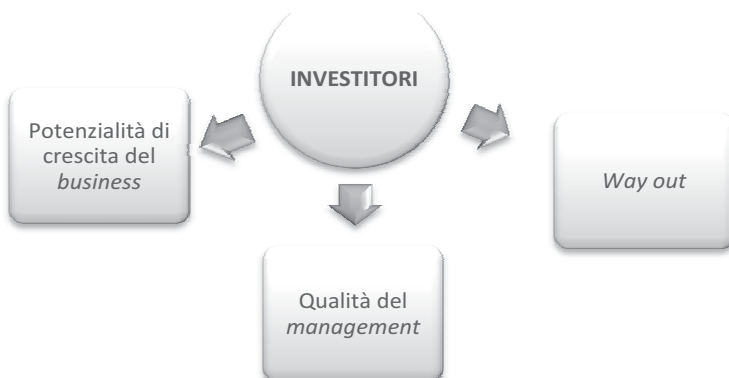 INVESTITORI
Potenzialità di
crescita del
business
Way out
Qualità del
management